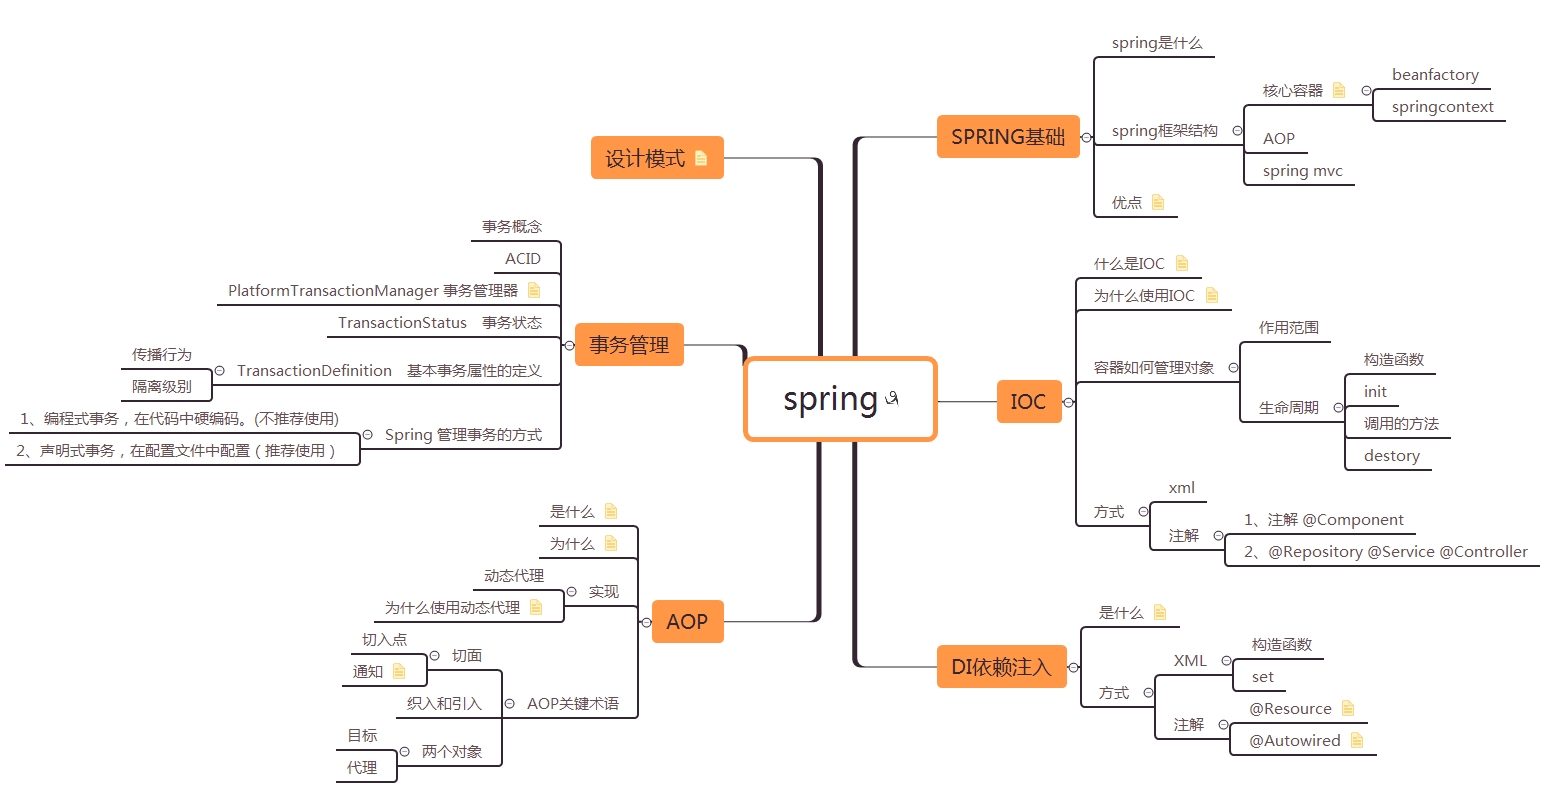 spring
SPRING基础
spring是什么
spring框架结构
核心容器
beanfactory
springcontext
AOP
spring mvc
优点
IOC
什么是IOC
为什么使用IOC
容器如何管理对象
作用范围
生命周期
构造函数
init
调用的方法
destory
方式
xml
注解
1、注解 @Component
2、@Repository @Service @Controller
DI依赖注入
是什么
方式
XML
构造函数
set
注解
@Resource
@Autowired
设计模式
事务管理
事务概念
ACID
PlatformTransactionManager 事务管理器
TransactionStatus 事务状态
TransactionDefinition 基本事务属性的定义
传播行为
隔离级别
Spring 管理事务的方式
1、编程式事务，在代码中硬编码。(不推荐使用)
2、声明式事务，在配置文件中配置（推荐使用）
AOP
是什么
为什么
实现
动态代理
为什么使用动态代理
AOP关键术语
切面
切入点
通知
织入和引入
两个对象
目标
代理